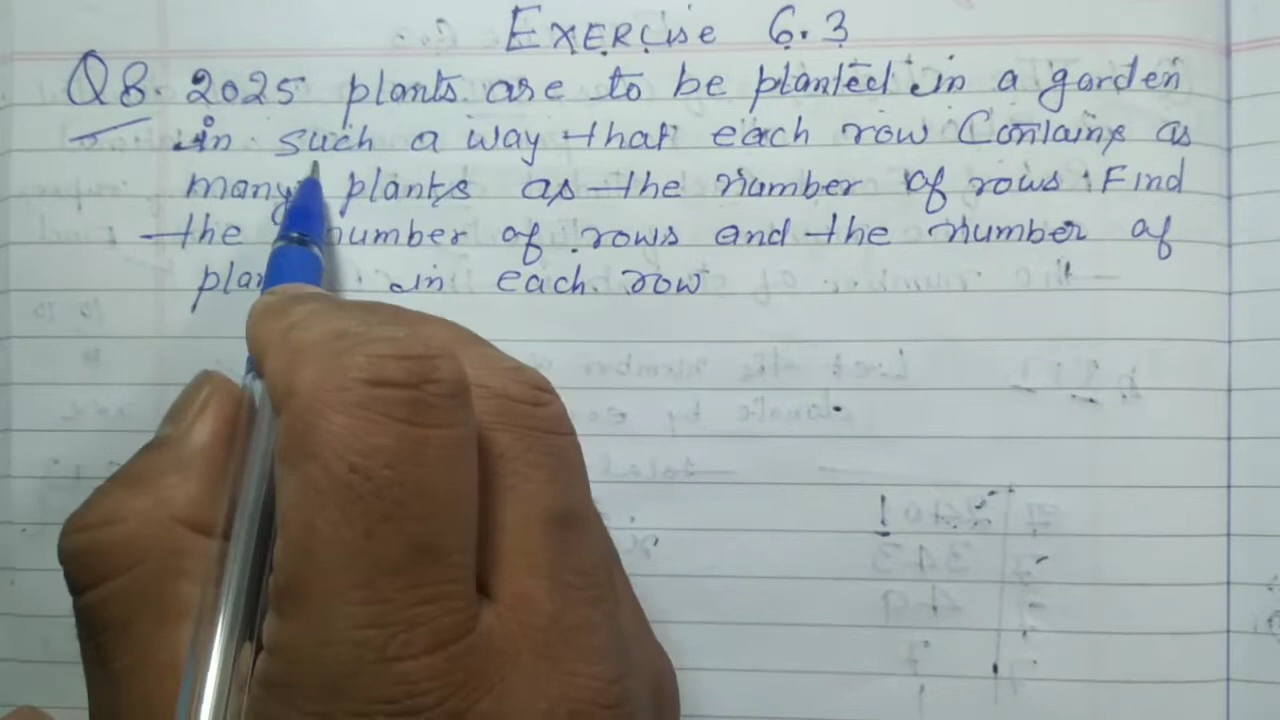 Exercise 6.3
Q8. 2025 plants are to be planted in a garden
in such a way that each row Contains as
many plants as the number of rows. Find
the number of rows and the number of
in each row